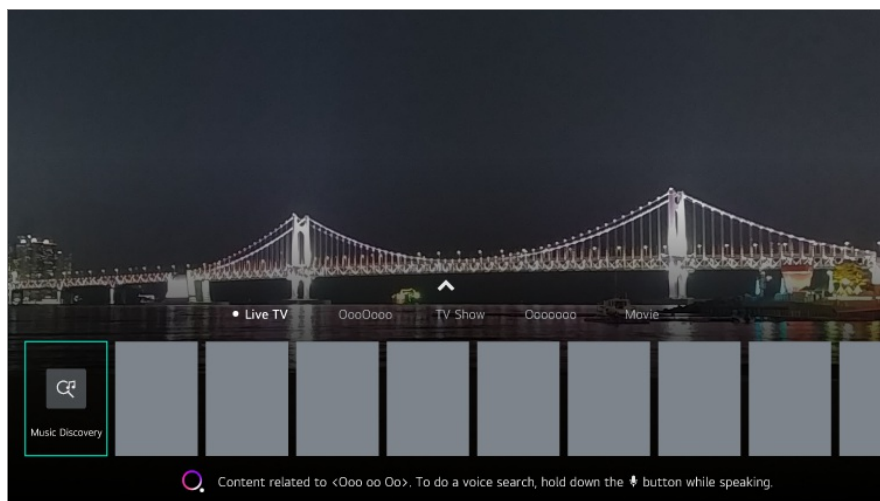 Live TV OooOooo TV Show Ooooooo Movie
Music Discovery
Content related to <Ooo oo Oo>. To do a voice search, hold down the button while speaking.